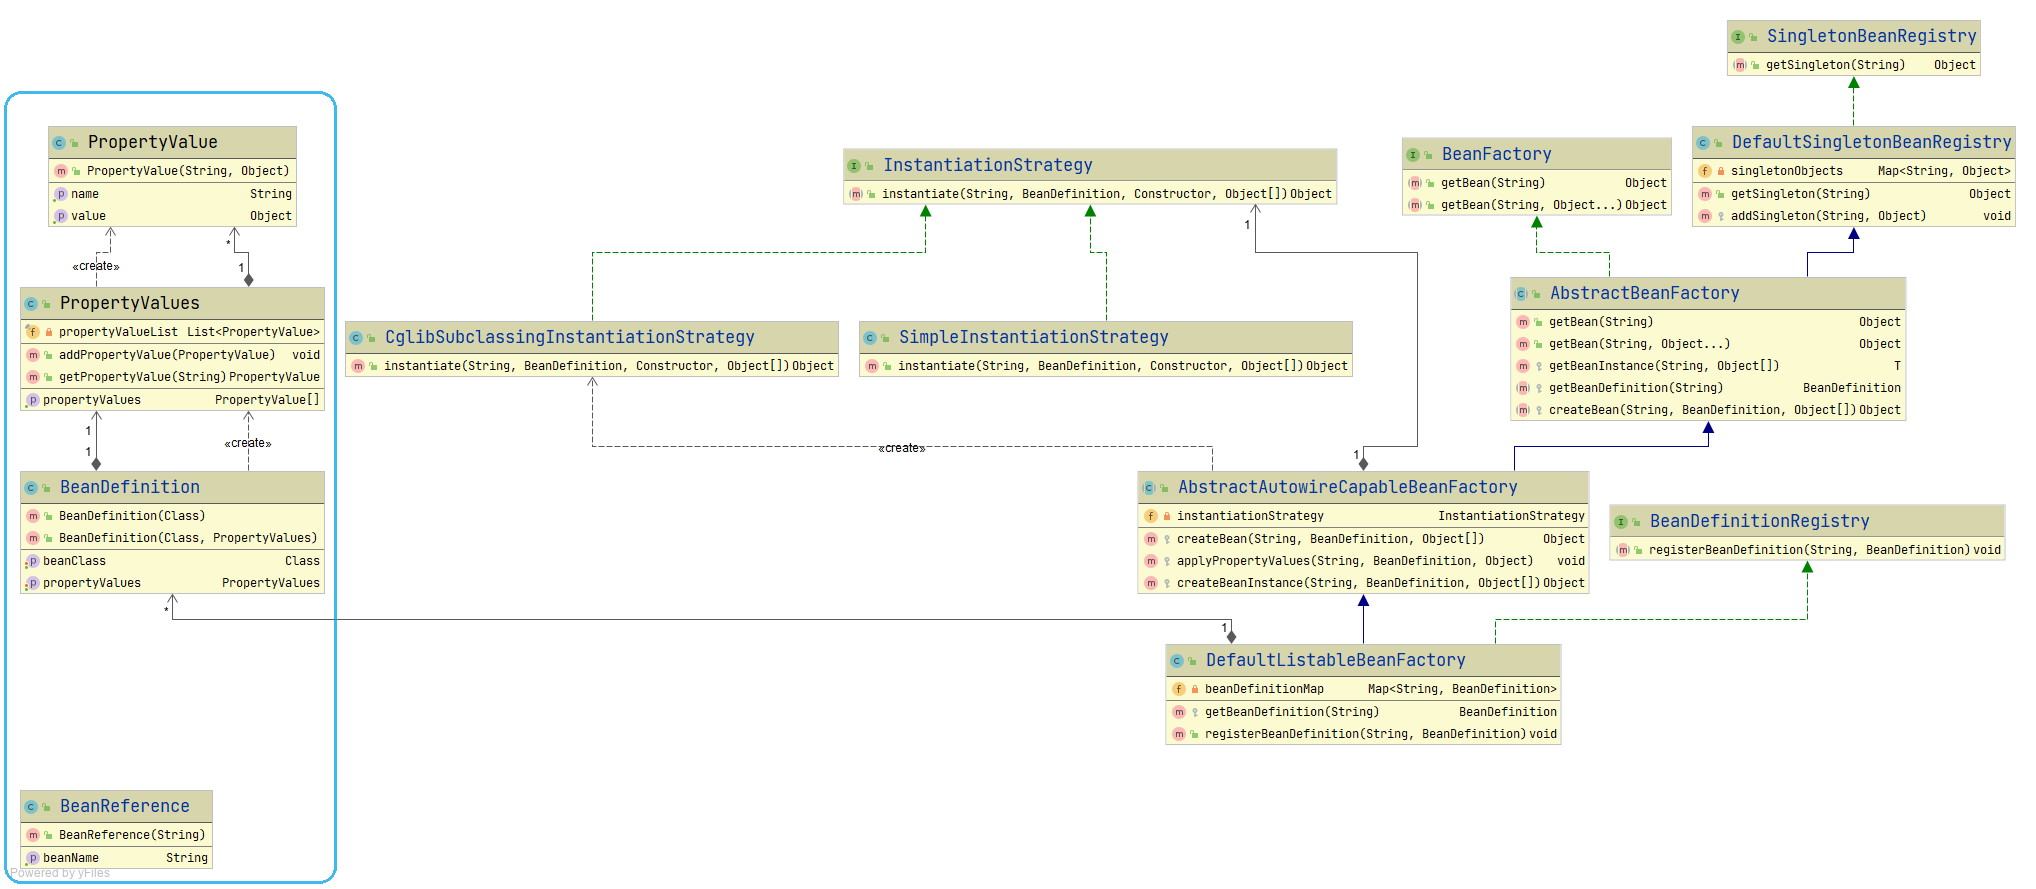 PropertyValue
PropertyValue(String, Object)
name String
value Object
«create»
*
1
PropertyValues
propertyValueList List<PropertyValue>
addPropertyValue(PropertyValue) void
getPropertyValue(String) PropertyValue
propertyValues PropertyValue[]
1
1
«create»
BeanDefinition
BeanDefinition(Class)
BeanDefinition(Class, PropertyValues)
beanClass Class
propertyValues PropertyValues
*
BeanReference
BeanReference(String)
beanName String
Powered by yFiles
InstantiationStrategy
instantiate(String, BeanDefinition, Constructor, Object[]) Object
1
CglibSubclassingInstantiationStrategy
instantiate(String, BeanDefinition, Constructor, Object[]) Object
SimpleInstantiationStrategy
instantiate(String, BeanDefinition, Constructor, Object[]) Object
«create»
1
SingletonBeanRegistry
getSingleton(String) Object
DefaultSingletonBeanRegistry
singletonObjects Map<String, Object>
getSingleton(String) Object
addSingleton(String, Object) void
BeanFactory
getBean(String) Object
getBean(String, Object...) Object
AbstractBeanFactory
getBean(String) Object
getBean(String, Object...) Object
getBeanInstance(String, Object[]) T
getBeanDefinition(String) BeanDefinition
createBean(String, BeanDefinition, Object[]) Object
AbstractAutowireCapableBeanFactory
instantiationStrategy InstantiationStrategy
createBean(String, BeanDefinition, Object[]) Object
applyPropertyValues(String, BeanDefinition, Object) void
createBeanInstance(String, BeanDefinition, Object[]) Object
BeanDefinitionRegistry
registerBeanDefinition(String, BeanDefinition) void
1
DefaultListableBeanFactory
beanDefinitionMap Map<String, BeanDefinition>
getBeanDefinition(String) BeanDefinition
registerBeanDefinition(String, BeanDefinition) void